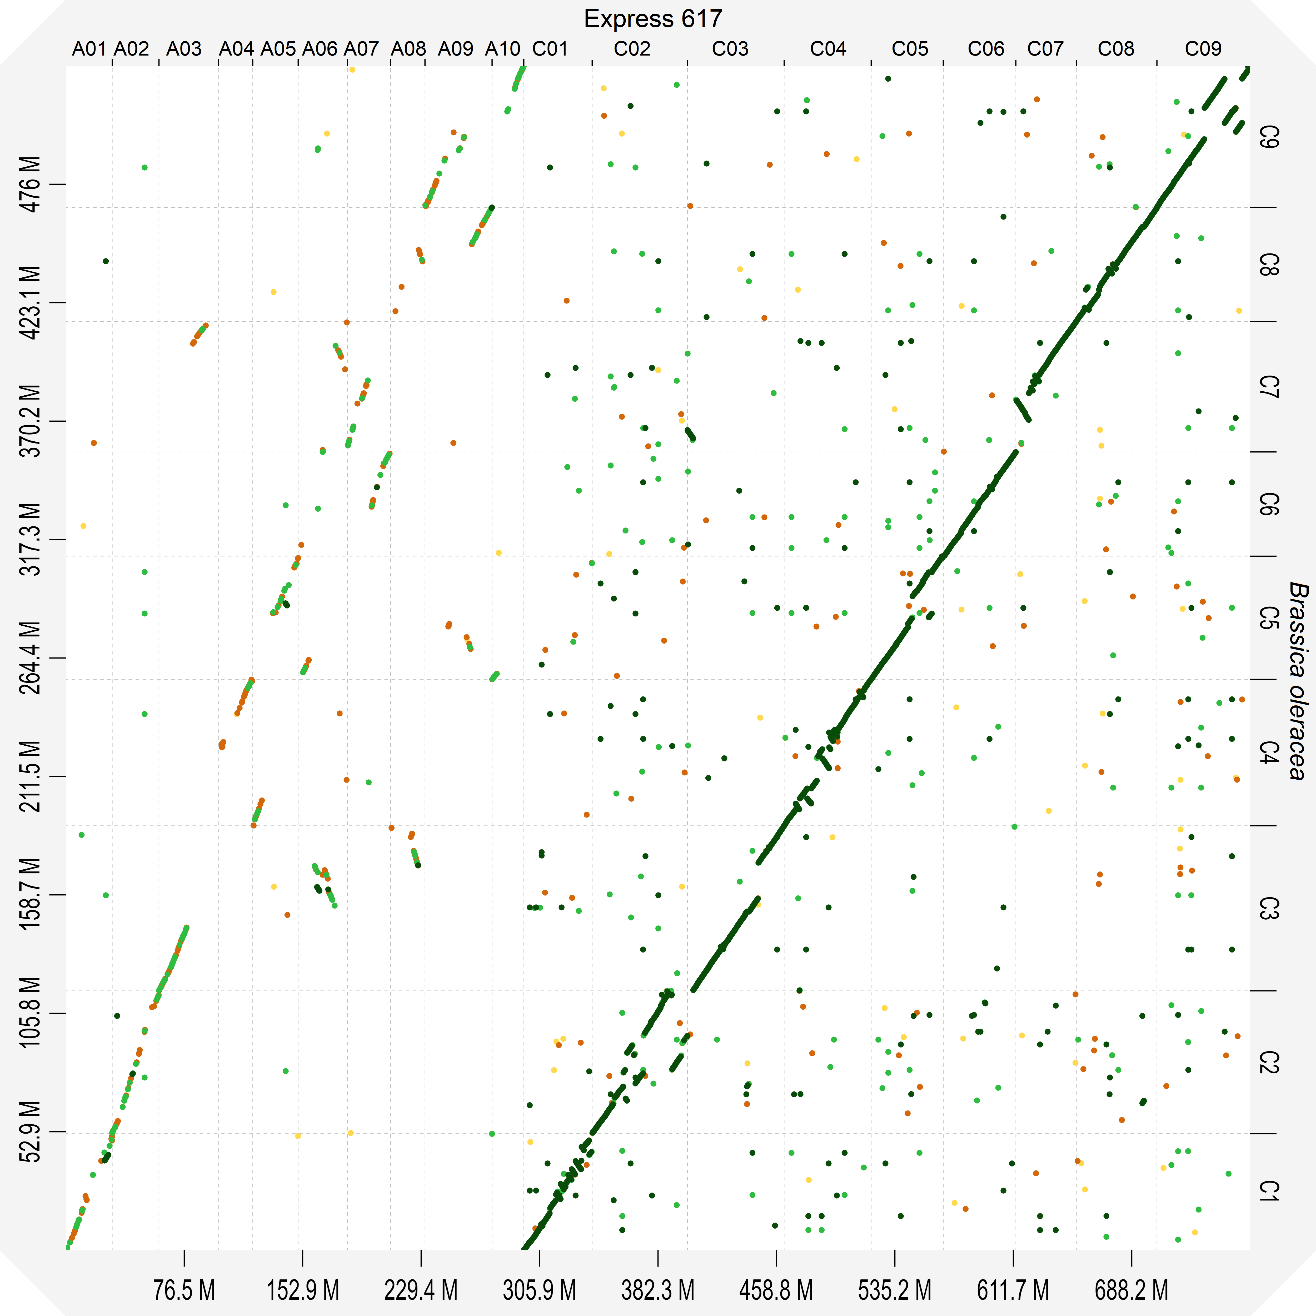 Express 617
A01 A02 A03 A04 A05 A06 A07 A08 A09 A10 C01 C02 C03 C04 C05 C06 C07 C08 C09
476 M
423.1 M
370.2 M
317.3 M
264.4 M
211.5 M
158.7 M
105.8 M
52.9 M
C9
C8
C7
C6
C5
C4
C3
C2
C1
Brassica oleracea
76.5 M 152.9 M 229.4 M 305.9 M 382.3 M 458.8 M 535.2 M 611.7 M 688.2 M